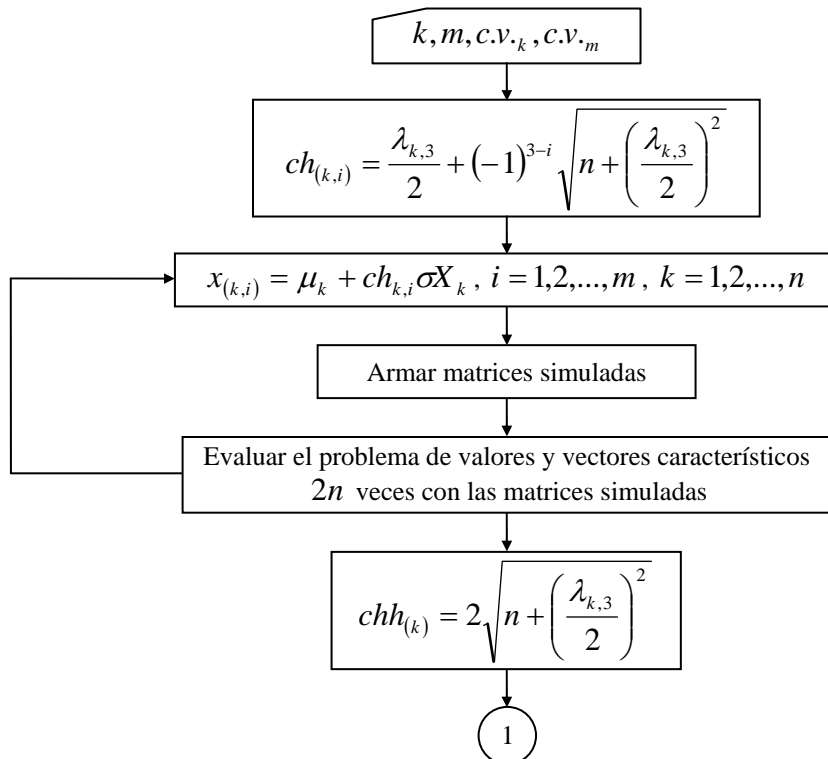 k, m, c.v._k, c.v._m
ch_(k,i) = λ_k,3 / 2 + (−1)^(3−i) √(n + (λ_k,3 / 2)^2)
x_(k,i) = μ_k + ch_k,i σX_k , i = 1,2,...,m , k = 1,2,...,n
Armar matrices simuladas
Evaluar el problema de valores y vectores característicos
2n veces con las matrices simuladas
chh_(k) = 2 √(n + (λ_k,3 / 2)^2)
1